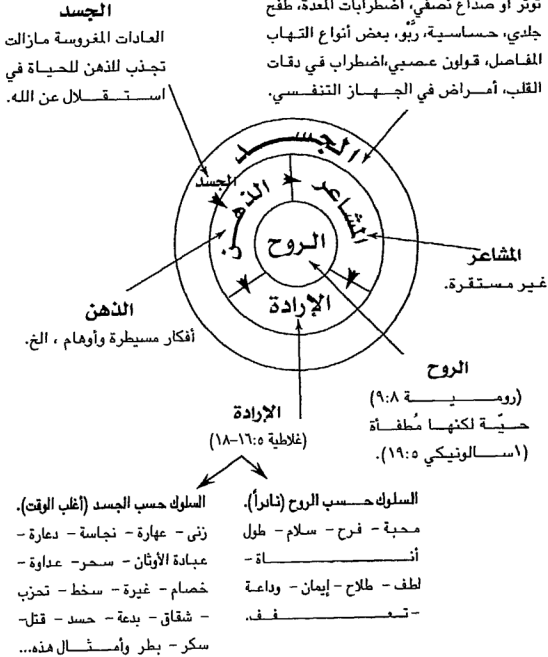 توتر أو صداع نصفي، اضطرابات المعدة، طفح
جلدي، حساسية، رَبْو، بعض أنواع التهاب
المفاصل، قولون عصبي،اضطراب في دقات
القلب، أمراض في الجهاز التنفسي.
الجسد
العادات المغروسة مازالت
تجذب للذهن للحياة في
استقلال عن الله.
الجسد
الجسد
الذهن
المشاعر
الروح
الإرادة
المشاعر
غير مستقرة.
الذهن
أفكار مسيطرة وأوهام ، الخ.
الروح
(رومية ٩:٨)
حيّة لكنها مُطفأة
(١سالونيكي ١٩:٥).
الإرادة
(غلاطية ١٦:٥–١٨)
السلوك حسب الروح (نادراً).
محبة – فرح – سلام – طول
أناة –
لطف – طلاح – إيمان – وداعة
– تعفف.
السلوك حسب الجسد (أغلب الوقت).
زنى – عهارة – نجاسة – دعارة –
عبادة الأوثان – سحر – عداوة –
خصام – غيرة – سخط – تحزب
– شقاق – بدعة – حسد – قتل–
سكر – بطر وأمثال هذه...